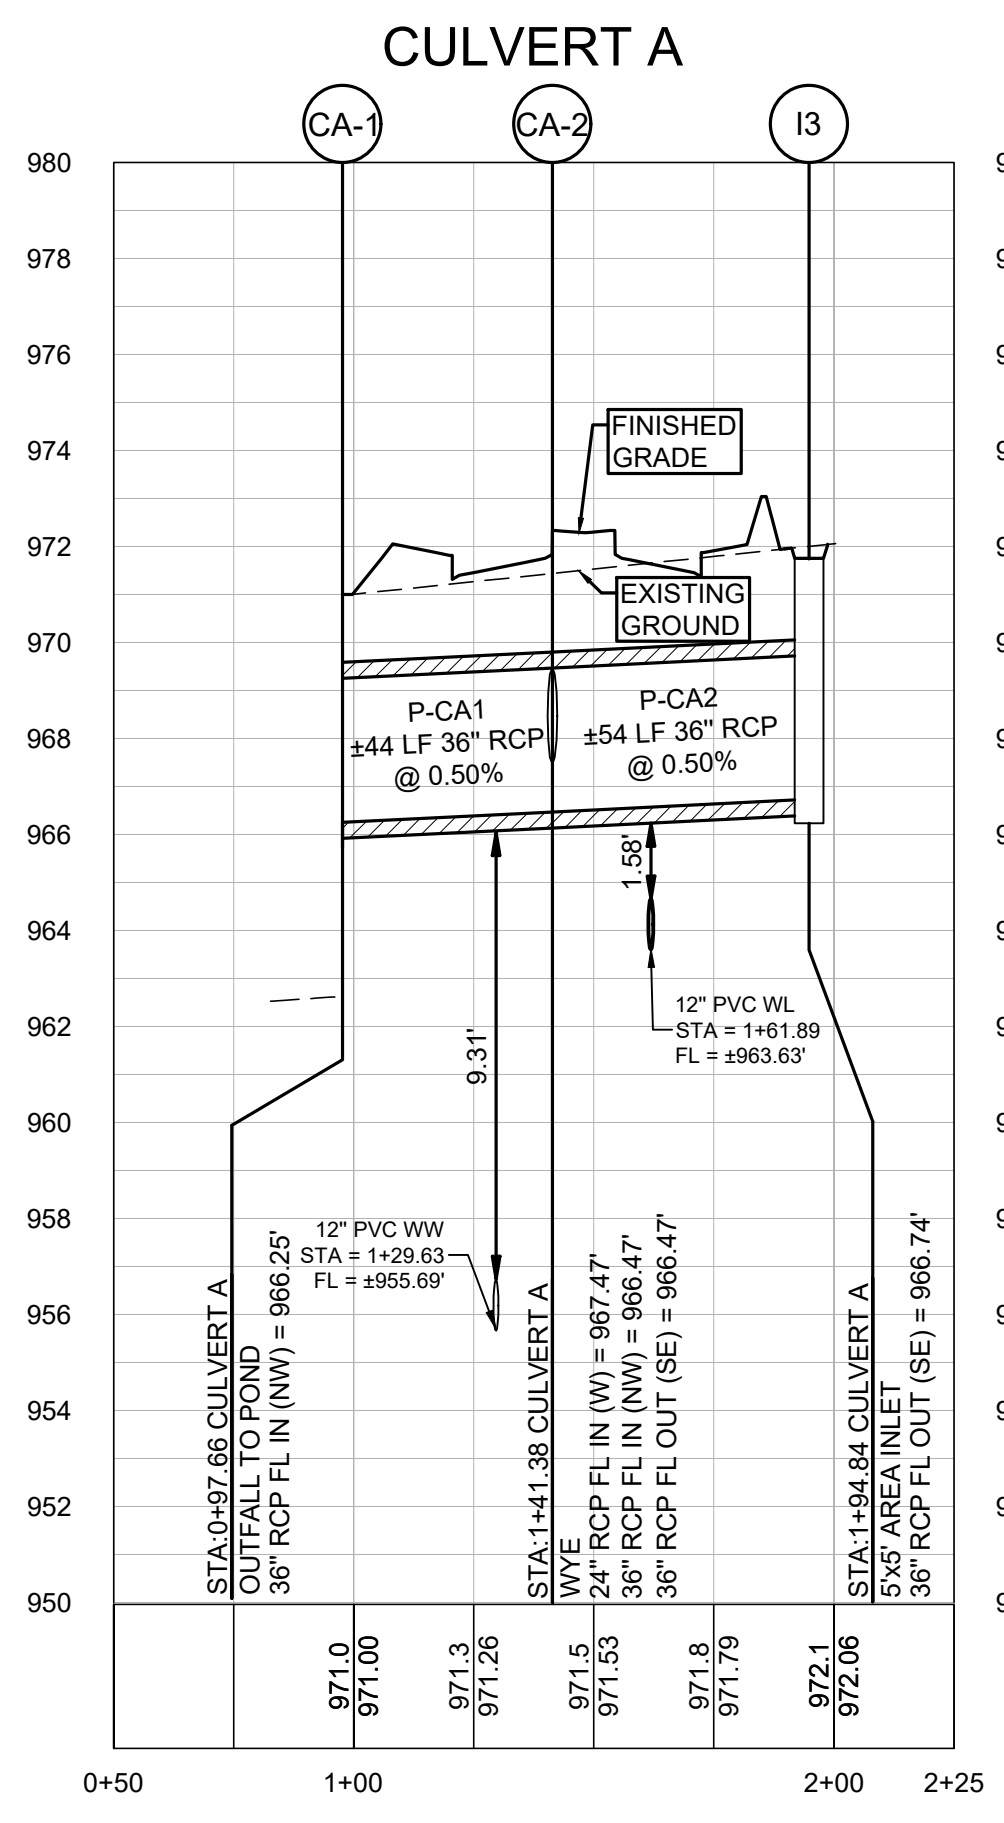 CULVERT A
CA-1
CA-2
I3
980
978
976
974
972
970
968
966
964
962
960
958
956
954
952
950
FINISHED
GRADE
EXISTING
GROUND
P-CA1
±44 LF 36" RCP
@ 0.50%
P-CA2
±54 LF 36" RCP
@ 0.50%
1.58'
9.31'
12" PVC WL
STA = 1+61.89
FL = ±963.63'
12" PVC WW
STA = 1+29.63
FL = ±955.69'
STA:0+97.66 CULVERT A
OUTFALL TO POND
36" RCP FL IN (NW) = 966.25'
STA:1+41.38 CULVERT A
WYE
24" RCP FL IN (W) = 967.47'
36" RCP FL IN (NW) = 966.47'
36" RCP FL OUT (SE) = 966.47'
STA:1+94.84 CULVERT A
5'x5' AREA INLET
36" RCP FL OUT (SE) = 966.74'
971.0
971.00
971.3
971.26
971.5
971.53
971.8
971.79
972.1
972.06
0+50
1+00
2+00
2+25